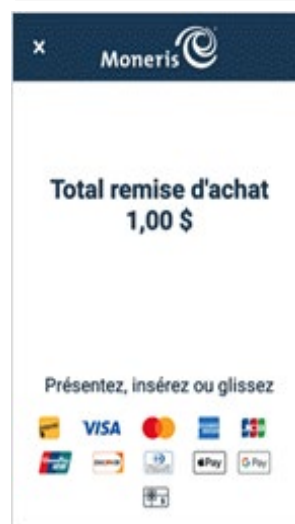 ×
Moneris
Total remise d'achat
1,00 $
Présentez, insérez ou glissez
VISA
Pay G Pay